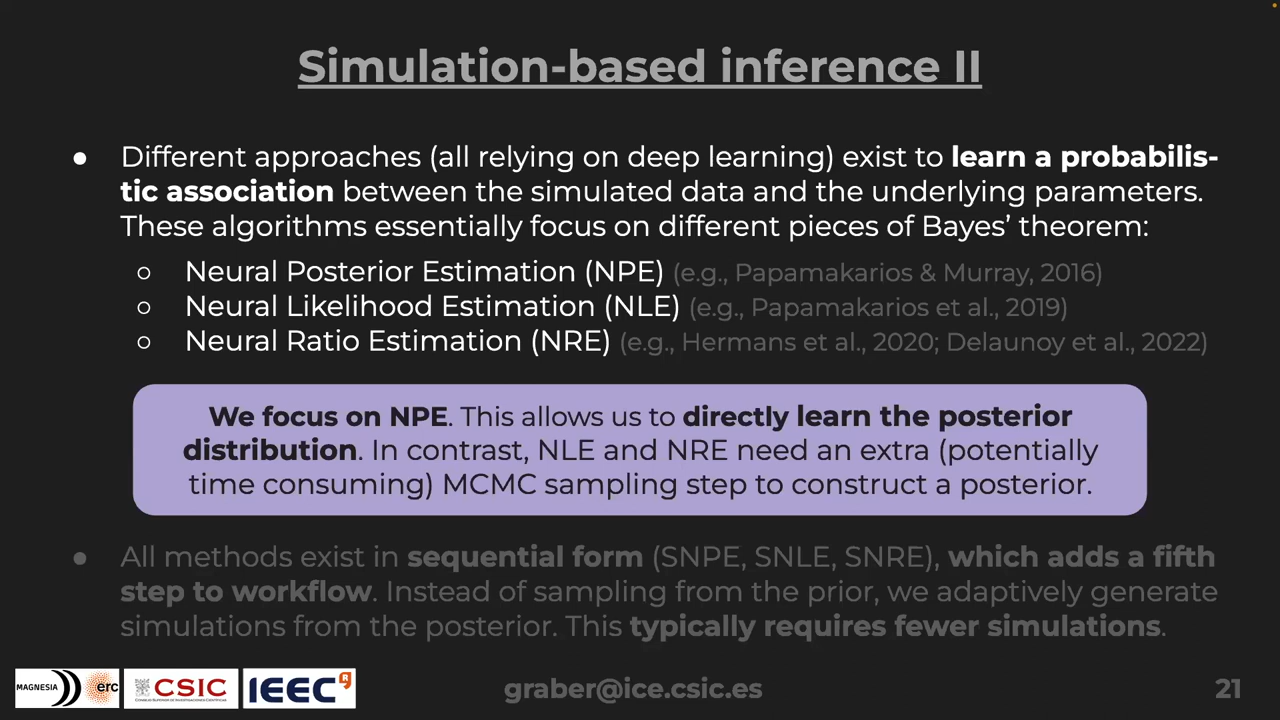 Simulation-based inference II
● Different approaches (all relying on deep learning) exist to learn a probabilis-
tic association between the simulated data and the underlying parameters.
These algorithms essentially focus on different pieces of Bayes’ theorem:
○ Neural Posterior Estimation (NPE) (e.g., Papamakarios & Murray, 2016)
○ Neural Likelihood Estimation (NLE) (e.g., Papamakarios et al., 2019)
○ Neural Ratio Estimation (NRE) (e.g., Hermans et al., 2020; Delaunoy et al., 2022)
We focus on NPE. This allows us to directly learn the posterior
distribution. In contrast, NLE and NRE need an extra (potentially
time consuming) MCMC sampling step to construct a posterior.
● All methods exist in sequential form (SNPE, SNLE, SNRE), which adds a fifth
step to workflow. Instead of sampling from the prior, we adaptively generate
simulations from the posterior. This typically requires fewer simulations.
MAGNESIA erc CSIC IEEC
CONSEJO SUPERIOR DE INVESTIGACIONES CIENTÍFICAS
graber@ice.csic.es
21